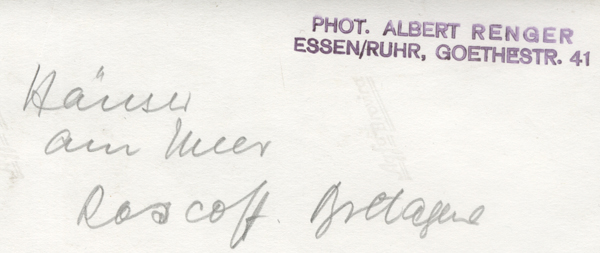 PHOT. ALBERT RENGER
ESSEN/RUHR, GOETHESTR. 41
Häuser
am Meer
Roscoff. Bretagne